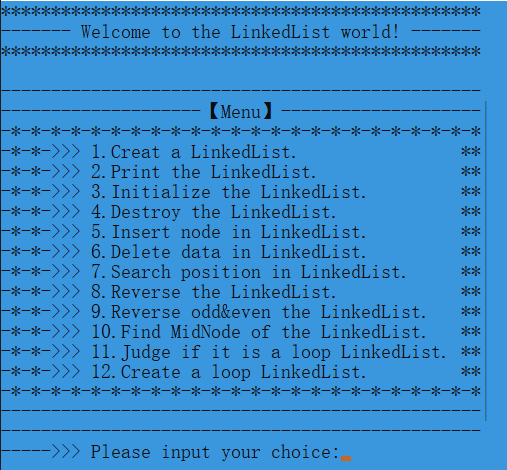 ************************************************
------- Welcome to the LinkedList world! -------
************************************************
------------------------------------------------
--------------------【Menu】--------------------
-*-*-*-*-*-*-*-*-*-*-*-*-*-*-*-*-*-*-*-*-*-*-*-*
-*-*->>> 1.Creat a LinkedList. **
-*-*->>> 2.Print the LinkedList. **
-*-*->>> 3.Initialize the LinkedList. **
-*-*->>> 4.Destroy the LinkedList. **
-*-*->>> 5.Insert node in LinkedList. **
-*-*->>> 6.Delete data in LinkedList. **
-*-*->>> 7.Search position in LinkedList. **
-*-*->>> 8.Reverse the LinkedList. **
-*-*->>> 9.Reverse odd&even the LinkedList. **
-*-*->>> 10.Find MidNode of the LinkedList. **
-*-*->>> 11.Judge if it is a loop LinkedList. **
-*-*->>> 12.Create a loop LinkedList. **
-*-*-*-*-*-*-*-*-*-*-*-*-*-*-*-*-*-*-*-*-*-*-*-*
------------------------------------------------
------------------------------------------------
----->>> Please input your choice: